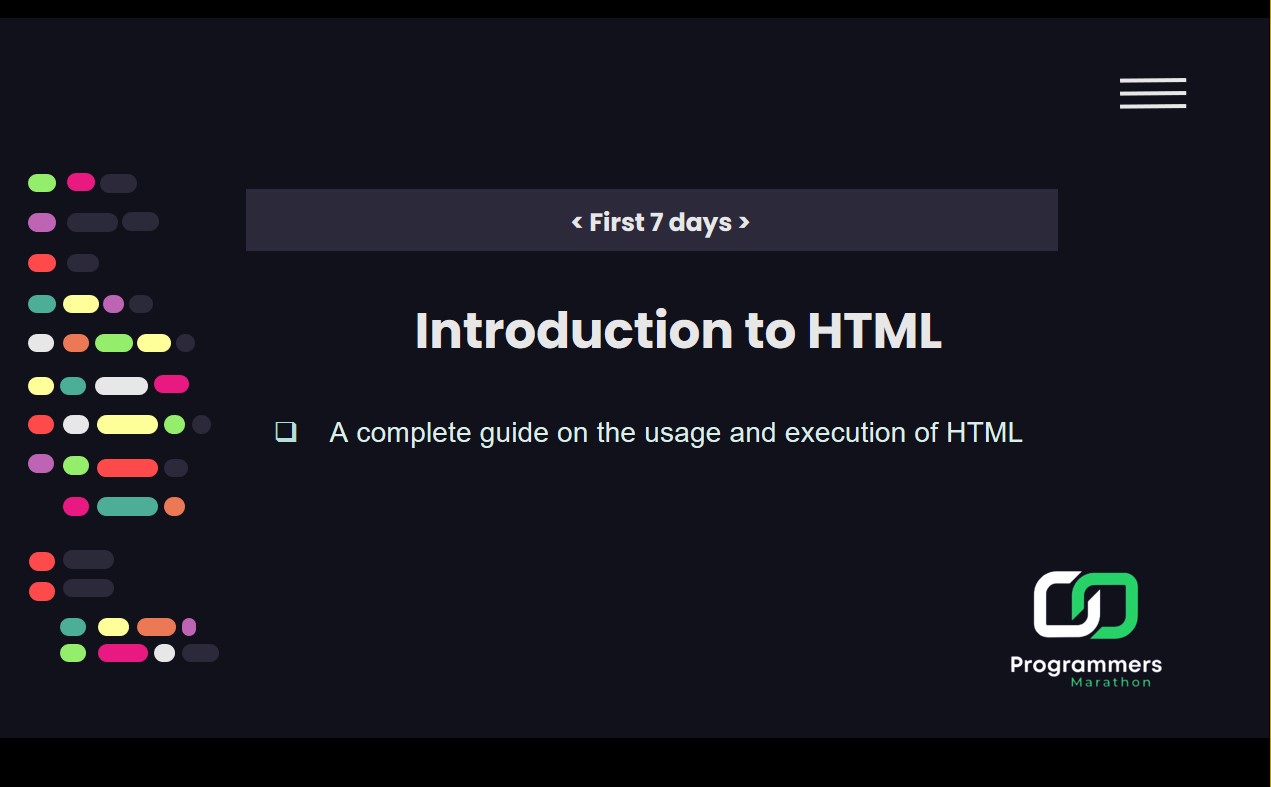 < First 7 days >
Introduction to HTML
❑ A complete guide on the usage and execution of HTML
Programmers
Marathon